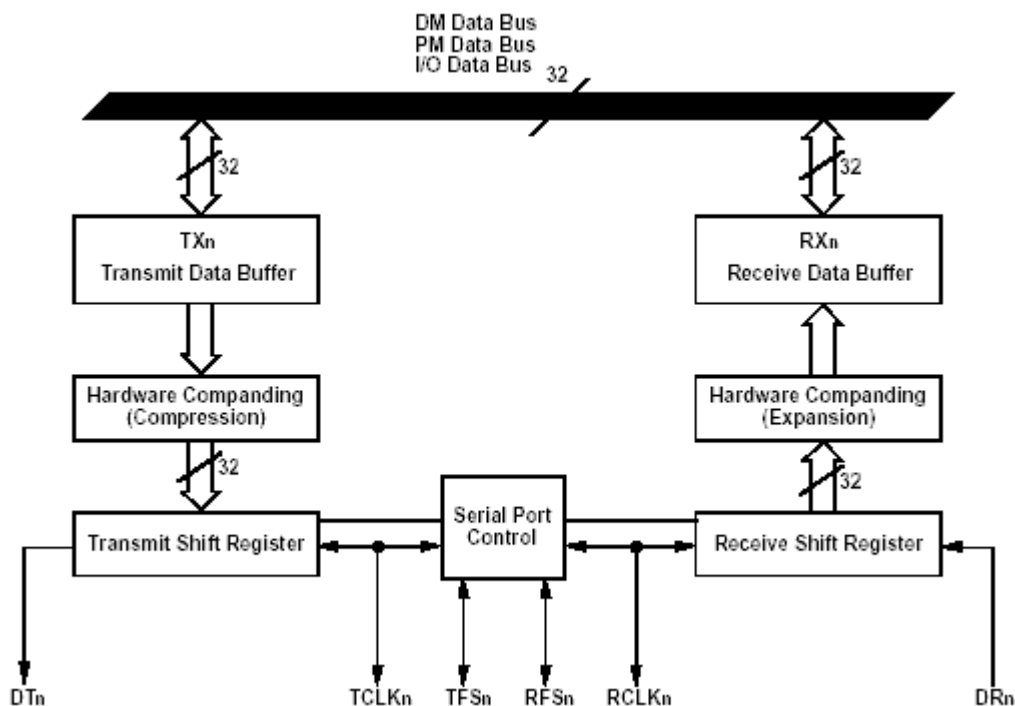 DM Data Bus
PM Data Bus
I/O Data Bus
32
32
32
TXn
Transmit Data Buffer
RXn
Receive Data Buffer
Hardware Companding
(Compression)
Hardware Companding
(Expansion)
32
32
Transmit Shift Register
Serial Port
Control
Receive Shift Register
DTn
TCLKn
TFSn
RFSn
RCLKn
DRn